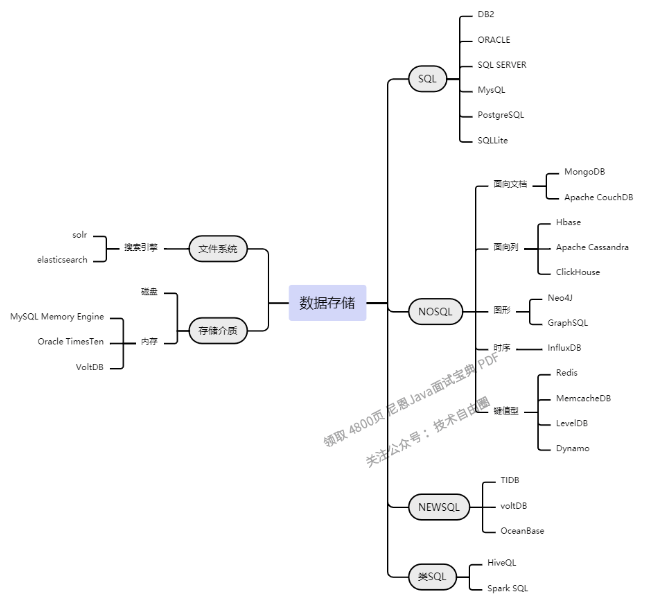 数据存储
SQL
DB2
ORACLE
SQL SERVER
MysQL
PostgreSQL
SQLLite
NOSQL
面向文档
MongoDB
Apache CouchDB
面向列
Hbase
Apache Cassandra
ClickHouse
图形
Neo4J
GraphSQL
时序
InfluxDB
键值型
Redis
MemcacheDB
LevelDB
Dynamo
NEWSQL
TIDB
voltDB
OceanBase
类SQL
HiveQL
Spark SQL
文件系统
搜索引擎
solr
elasticsearch
存储介质
磁盘
内存
MySQL Memory Engine
Oracle TimesTen
VoltDB
领取 4800页 尼恩Java面试宝典 PDF
关注公众号：技术自由圈